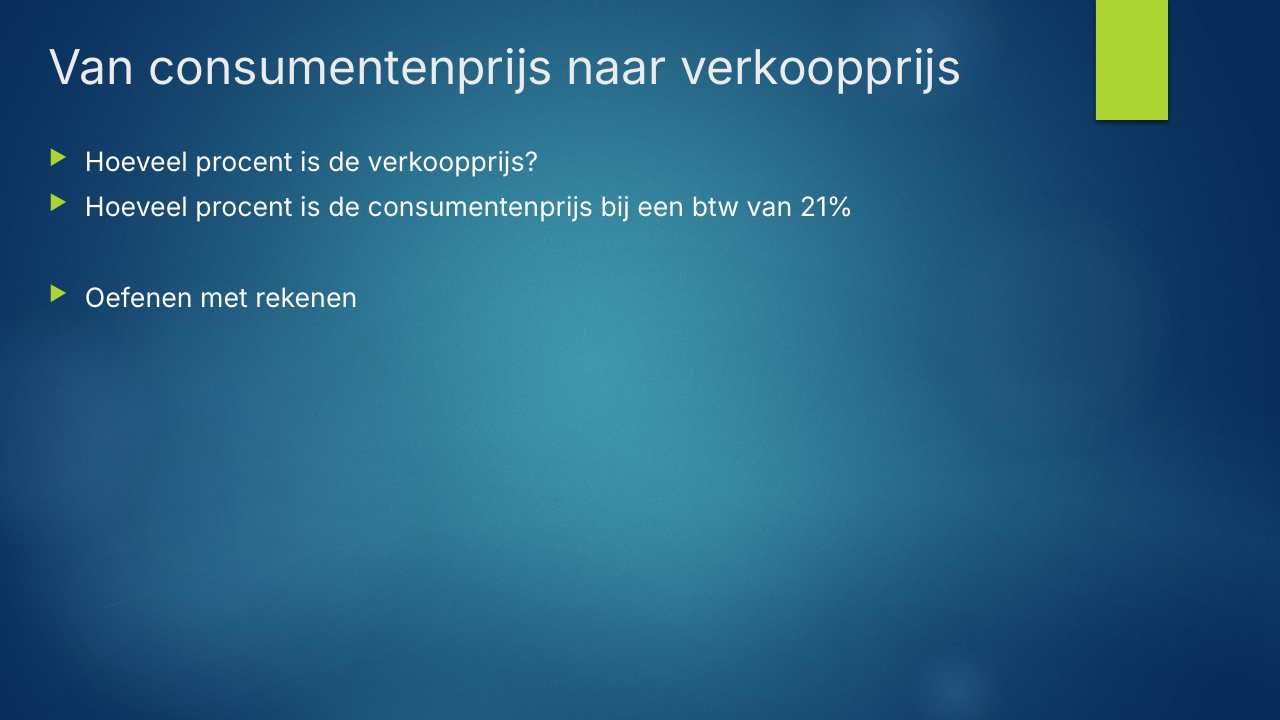 Van consumentenprijs naar verkoopprijs
Hoeveel procent is de verkoopprijs?
Hoeveel procent is de consumentenprijs bij een btw van 21%
Oefenen met rekenen